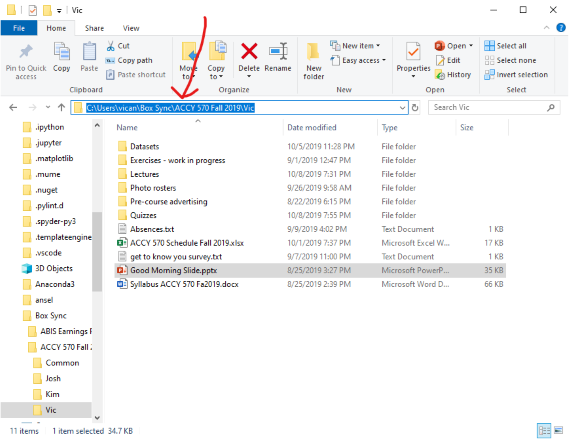 Vic
File Home Share View
Pin to Quick access
Copy
Paste
Cut
Copy path
Paste shortcut
Clipboard
Move to
Copy to
Delete
Rename
Organize
New folder
New item
Easy access
New
Properties
Open
Edit
History
Open
Select all
Select none
Invert selection
Select
C:\Users\vican\Box Sync\ACCY 570 Fall 2019\Vic
Search Vic
Name Date modified Type Size
.ipython
.jupyter
.matplotlib
.mume
.nuget
.pylint.d
.spyder-py3
.templateengine
.vscode
3D Objects
Anaconda3
ansel
Box Sync
ABIS Earnings F
ACCY 570 Fall 2
Common
Josh
Kim
Vic
Datasets 10/5/2019 11:28 PM File folder
Exercises - work in progress 9/1/2019 12:47 PM File folder
Lectures 10/8/2019 7:31 PM File folder
Photo rosters 9/26/2019 9:58 AM File folder
Pre-course advertising 8/22/2019 6:15 PM File folder
Quizzes 10/8/2019 7:55 PM File folder
Absences.txt 9/9/2019 4:02 PM Text Document 1 KB
ACCY 570 Schedule Fall 2019.xlsx 10/1/2019 7:37 PM Microsoft Excel W... 17 KB
get to know you survey.txt 9/7/2019 11:00 PM Text Document 1 KB
Good Morning Slide.pptx 8/25/2019 3:27 PM Microsoft PowerP... 35 KB
Syllabus ACCY 570 Fa2019.docx 8/25/2019 2:39 PM Microsoft Word D... 66 KB
11 items 1 item selected 34.7 KB